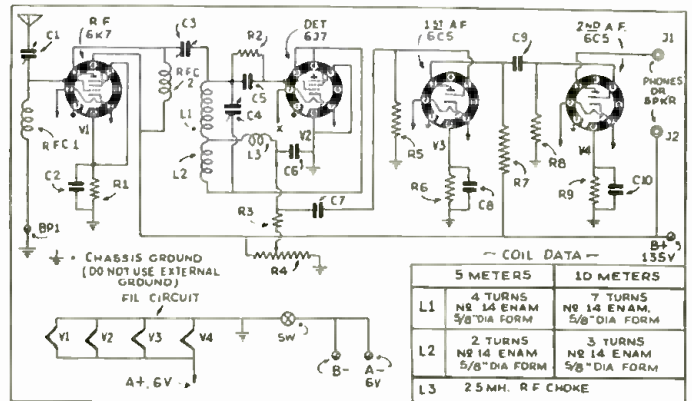 R F
6K7
C3
C1
V1
RFC 2
RFC 1
C2
R1
BP1
R2
DET
6J7
C5
C4
L1
L2
L3
X
V2
C6
R3
C7
R4
1ST A F
6C5
R5
V3
R6
C8
R7
C9
2ND A.F.
6C5
R8
V4
R9
C10
J1
PHONES
OR
SPKR
J2
B+
135V
CHASSIS GROUND
(DO NOT USE EXTERNAL
GROUND)
FIL CIRCUIT
V1
V2
V3
V4
A+, 6V.
SW
B-
A-
6V
~ COIL DATA ~
5 METERS
10 METERS
L1
4 TURNS
No 14 ENAM
5/8" DIA FORM
7 TURNS
No 14 ENAM.
5/8" DIA FORM
L2
2 TURNS
No 14 ENAM
5/8" DIA FORM
3 TURNS
No 14 ENAM
5/8" DIA FORM
L3
2.5 MH. R F CHOKE